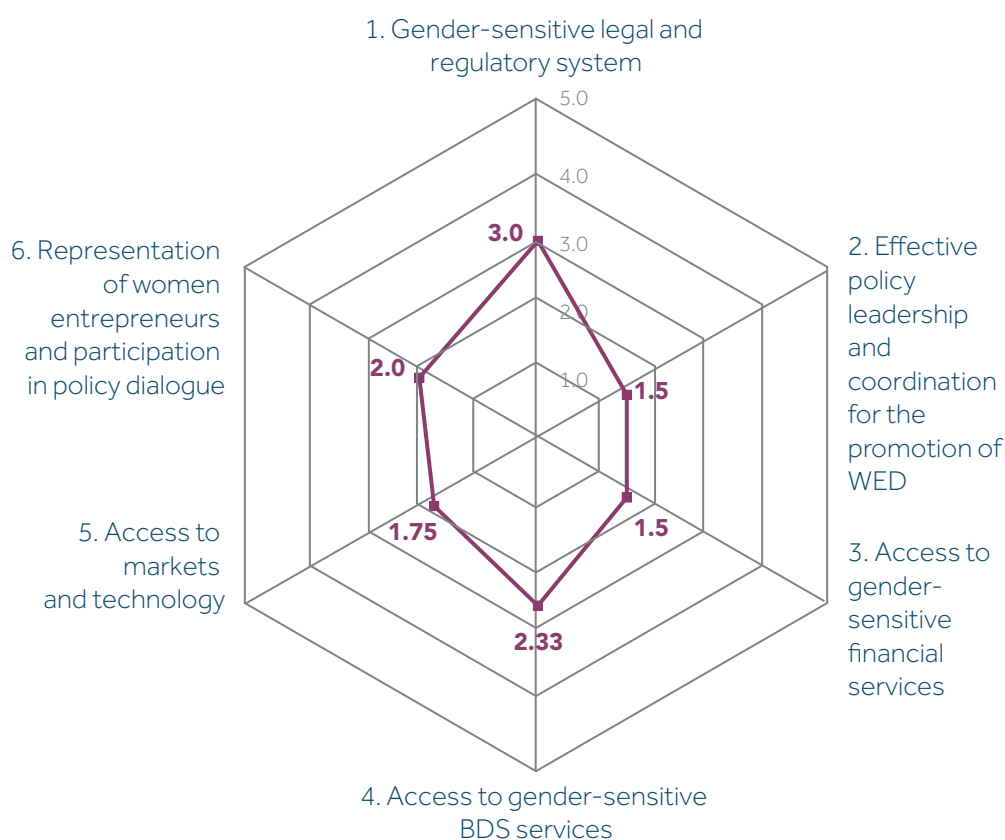 1. Gender-sensitive legal and
regulatory system
5.0
4.0
3.0
3.0
2.0
1.0
2. Effective
policy
leadership
and
coordination
for the
promotion of
WED
1.5
3. Access to
gender-
sensitive
financial
services
1.5
2.33
4. Access to gender-sensitive
BDS services
5. Access to
markets
and technology
1.75
6. Representation
of women
entrepreneurs
and participation
in policy dialogue
2.0